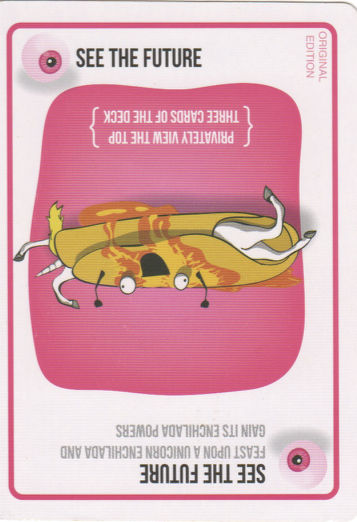 SEE THE FUTURE
ORIGINAL
EDITION
PRIVATELY VIEW THE TOP
THREE CARDS OF THE DECK
SEE THE FUTURE
FEAST UPON A UNICORN ENCHILADA AND
GAIN ITS ENCHILADA POWERS